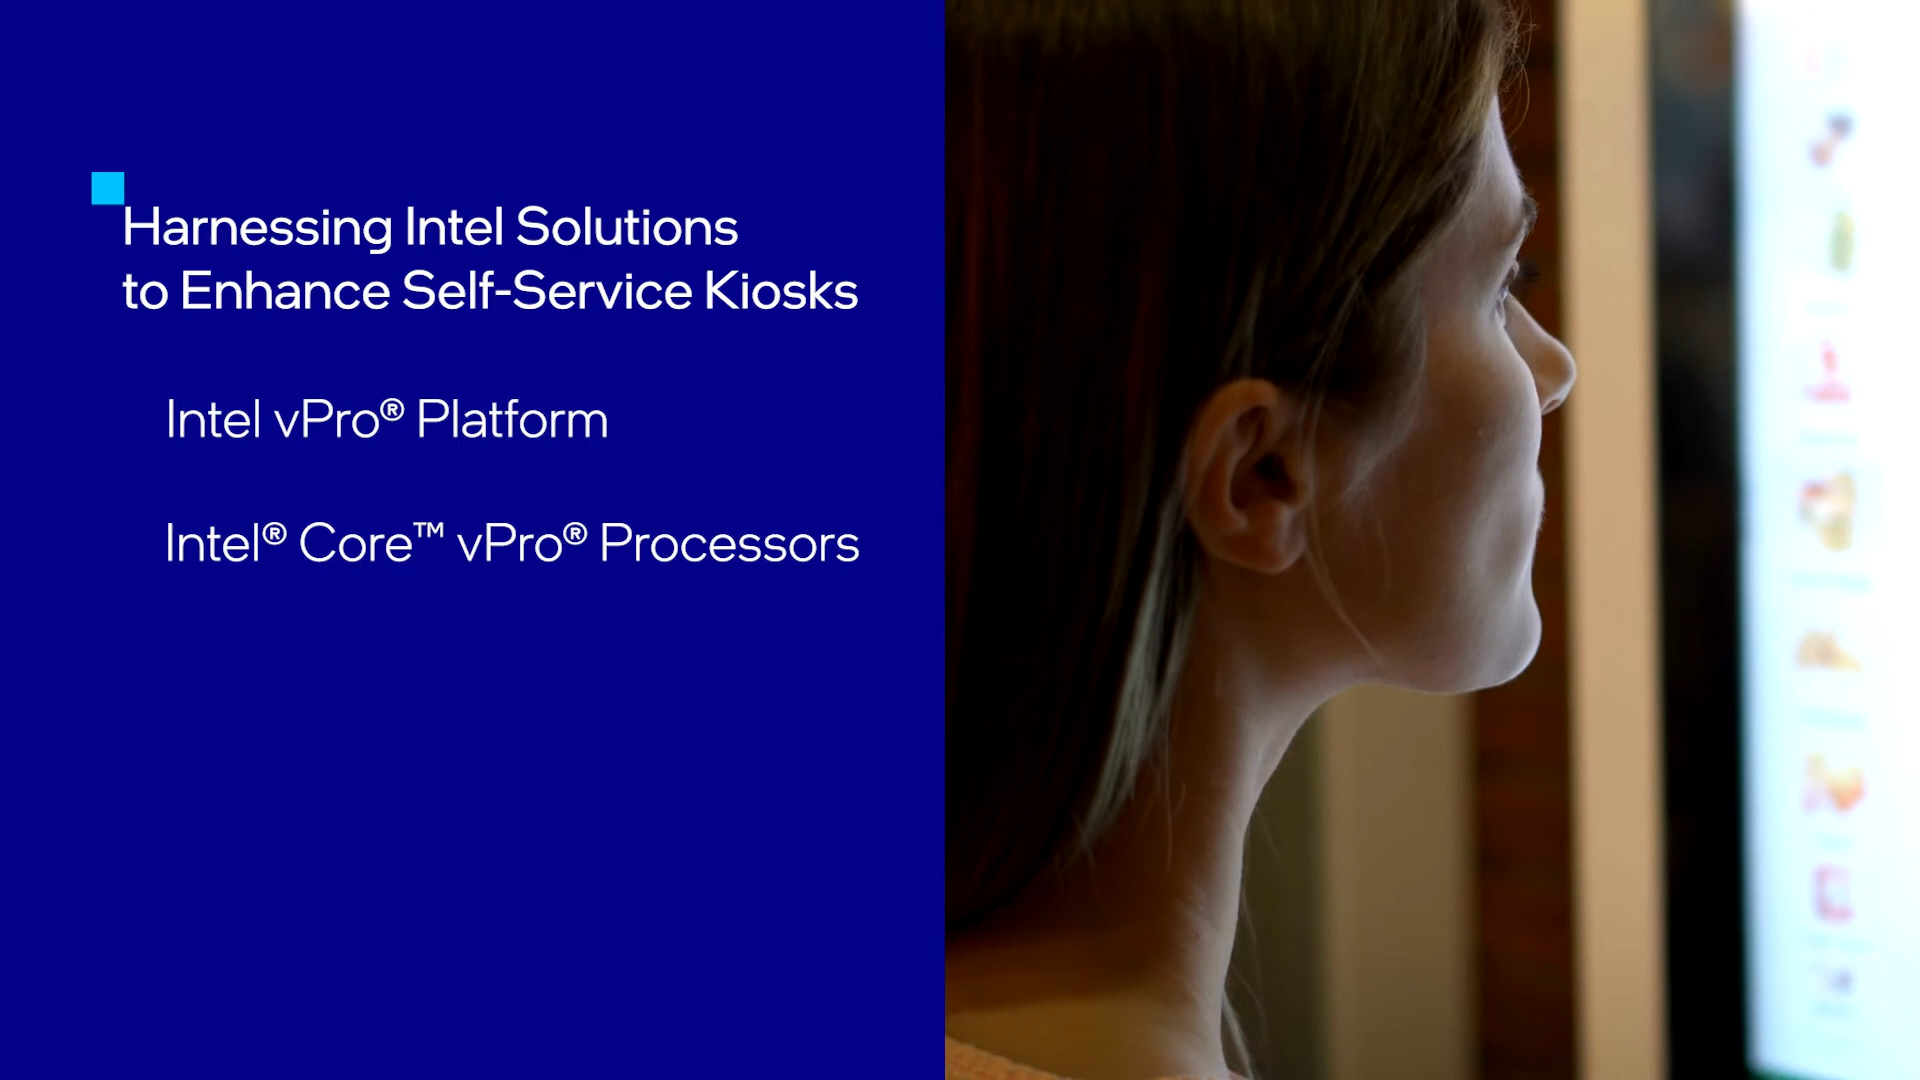 Harnessing Intel Solutions
to Enhance Self-Service Kiosks
Intel vPro® Platform
Intel® Core™ vPro® Processors